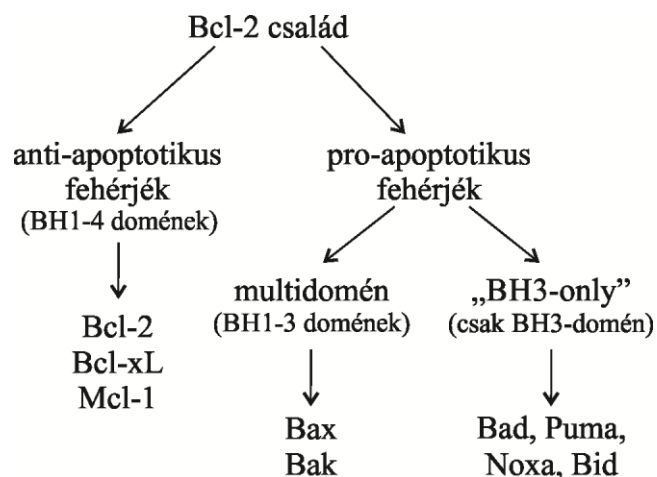 Bcl-2 család
anti-apoptotikus
fehérjék
(BH1-4 domének)
pro-apoptotikus
fehérjék
Bcl-2
Bcl-xL
Mcl-1
multidomén
(BH1-3 domének)
„BH3-only”
(csak BH3-domén)
Bax
Bak
Bad, Puma,
Noxa, Bid